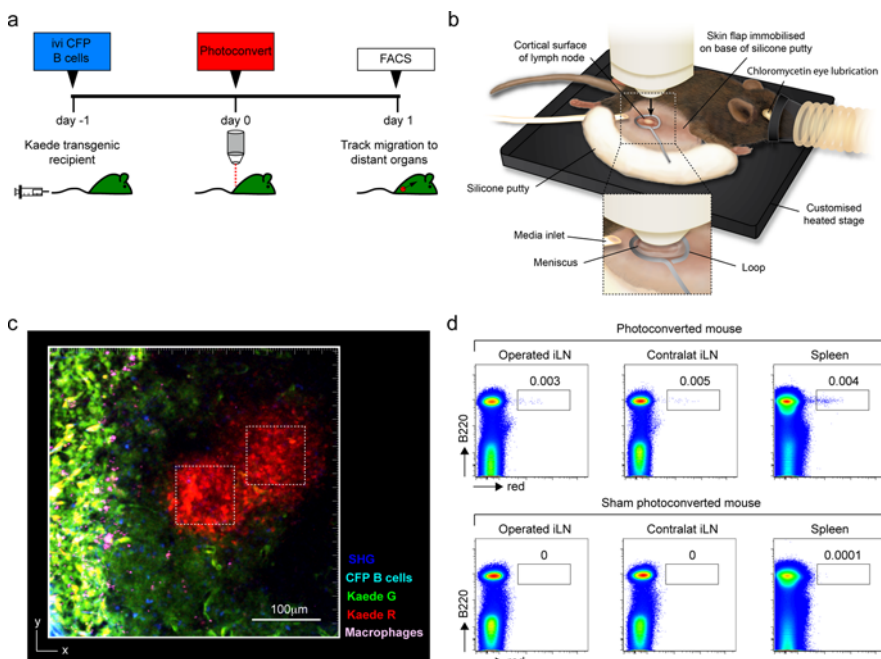 a
ivi CFP
B cells
Photoconvert
FACS
day -1
day 0
day 1
Kaede transgenic
recipient
Track migration to
distant organs
b
Cortical surface
of lymph node
Skin flap immobilised
on base of silicone putty
Chloromycetin eye lubrication
Silicone putty
Customised
heated stage
Media inlet
Meniscus
Loop
c
SHG
CFP B cells
Kaede G
Kaede R
Macrophages
100μm
y
x
d
Photoconverted mouse
Operated iLN
Contralat iLN
Spleen
0.003
0.005
0.004
B220
red
Sham photoconverted mouse
Operated iLN
Contralat iLN
Spleen
0
0
0.0001
B220
red